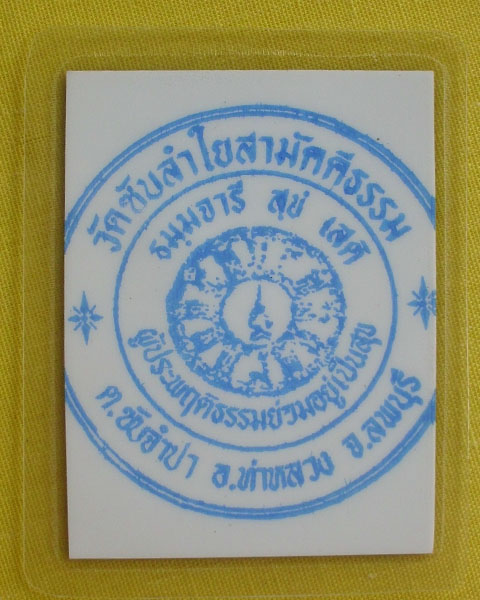 วัดซับลำใยสามัคคีธรรม
ธมฺมจารี สุขํ เสติ
ผู้ประพฤติธรรมย่อมอยู่เป็นสุข
ต.ซับจำปา อ.ท่าหลวง จ.ลพบุรี